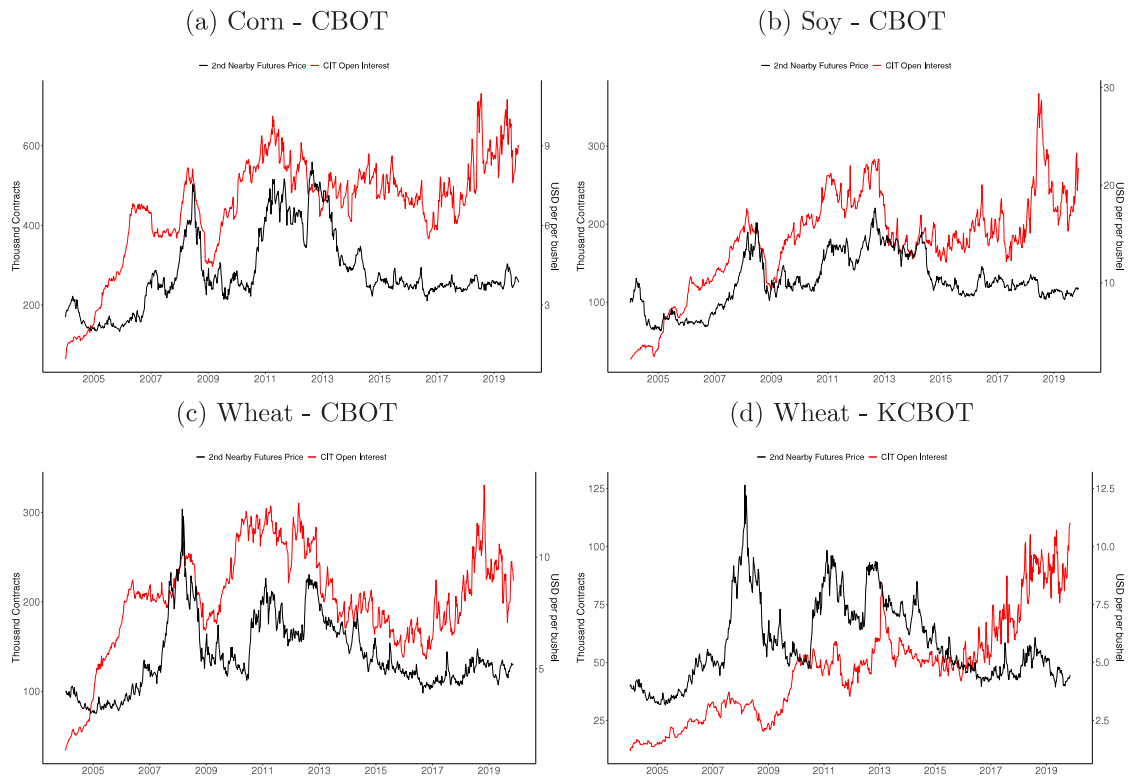 (a) Corn - CBOT
2nd Nearby Futures Price CIT Open Interest
Thousand Contracts
600
400
200
9
6
3
USD per bushel
2005 2007 2009 2011 2013 2015 2017 2019
(b) Soy - CBOT
2nd Nearby Futures Price CIT Open Interest
Thousand Contracts
300
200
100
30
20
10
USD per bushel
2005 2007 2009 2011 2013 2015 2017 2019
(c) Wheat - CBOT
2nd Nearby Futures Price CIT Open Interest
Thousand Contracts
300
200
100
10
5
USD per bushel
2005 2007 2009 2011 2013 2015 2017 2019
(d) Wheat - KCBOT
2nd Nearby Futures Price CIT Open Interest
Thousand Contracts
125
100
75
50
25
12.5
10.0
7.5
5.0
2.5
USD per bushel
2005 2007 2009 2011 2013 2015 2017 2019